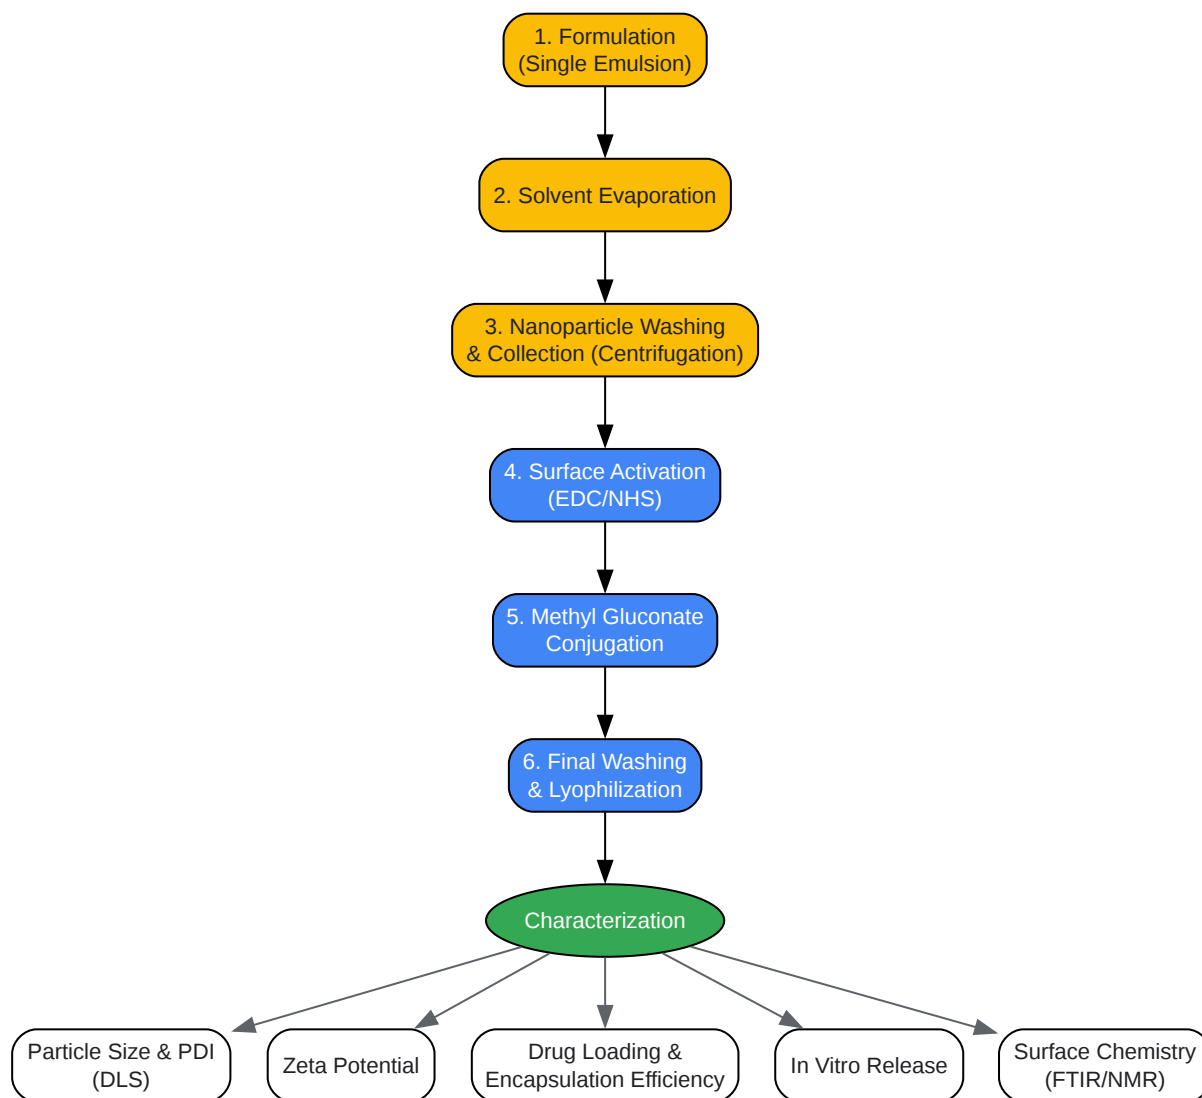 1. Formulation
(Single Emulsion)
2. Solvent Evaporation
3. Nanoparticle Washing
& Collection (Centrifugation)
4. Surface Activation
(EDC/NHS)
5. Methyl Gluconate
Conjugation
6. Final Washing
& Lyophilization
Characterization
Particle Size & PDI
(DLS)
Zeta Potential
Drug Loading &
Encapsulation Efficiency
In Vitro Release
Surface Chemistry
(FTIR/NMR)